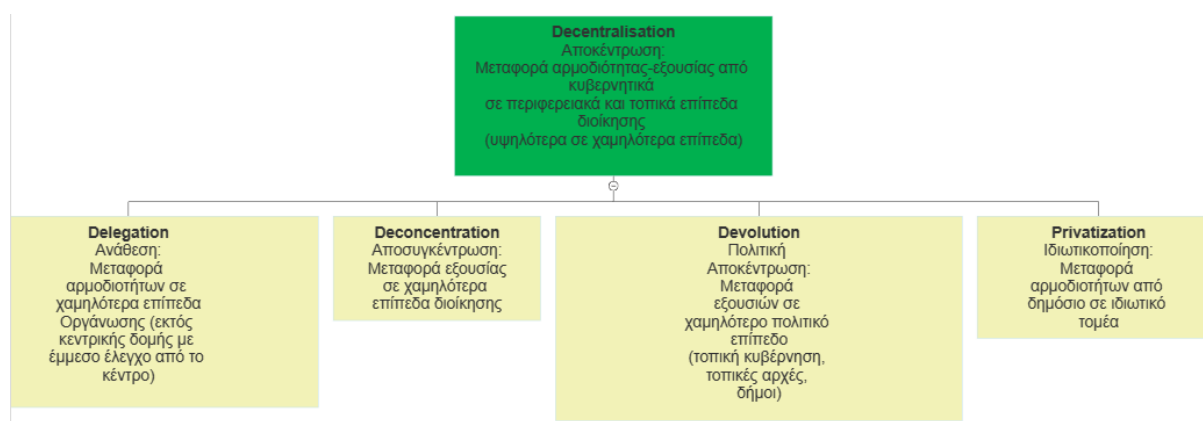 Decentralisation
Αποκέντρωση:
Μεταφορά αρμοδιότητας-εξουσίας από
κυβερνητικά
σε περιφερειακά και τοπικά επίπεδα
διοίκησης
(υψηλότερα σε χαμηλότερα επίπεδα)
Delegation
Ανάθεση:
Μεταφορά
αρμοδιοτήτων σε
χαμηλότερα επίπεδα
Οργάνωσης (εκτός
κεντρικής δομής με
έμμεσο έλεγχο από το
κέντρο)
Deconcentration
Αποσυγκέντρωση:
Μεταφορά εξουσίας
σε χαμηλότερα
επίπεδα διοίκησης
Devolution
Πολιτική
Αποκέντρωση:
Μεταφορά
εξουσιών σε
χαμηλότερο πολιτικό
επίπεδο
(τοπική κυβέρνηση,
τοπικές αρχές,
δήμοι)
Privatization
Ιδιωτικοποίηση:
Μεταφορά
αρμοδιοτήτων από
δημόσιο σε ιδιωτικό
τομέα